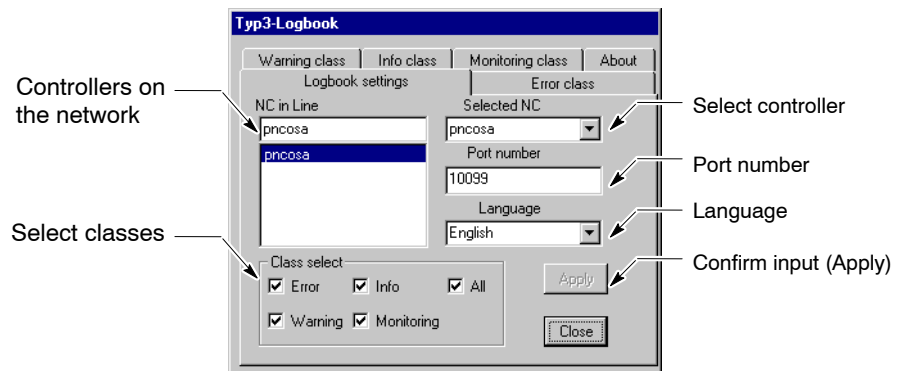 Typ3-Logbook
Warning class Info class Monitoring class About
Logbook settings Error class
Controllers on
the network
NC in Line
pncosa
pncosa
Selected NC
pncosa
Select controller
Port number
10099
Port number
Language
English
Language
Select classes
Class select
Error Info All
Warning Monitoring
Apply
Confirm input (Apply)
Close